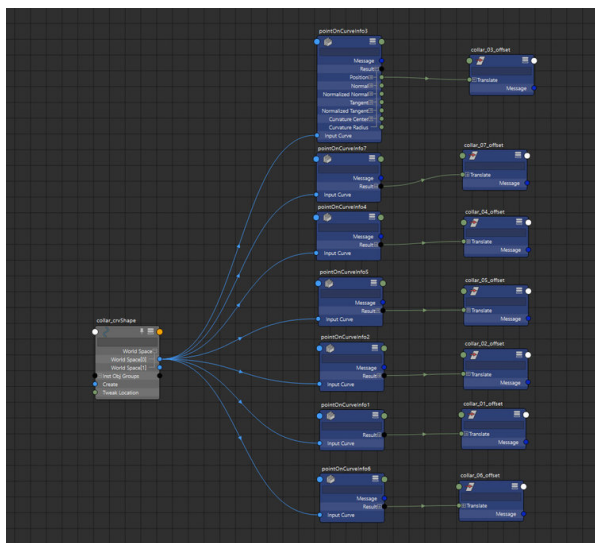 pointOnCurveInfo3
Message
Result
Position
Normal
Normalized Normal
Tangent
Normalized Tangent
Curvature Center
Curvature Radius
Input Curve
collar_03_offset
Translate
Message
pointOnCurveInfo7
Message
Result
Input Curve
collar_07_offset
Translate
Message
pointOnCurveInfo4
Message
Result
Input Curve
collar_04_offset
Translate
Message
pointOnCurveInfo5
Message
Result
Input Curve
collar_05_offset
Translate
Message
collar_crvShape
World Space
World Space[0]
World Space[1]
Inst Obj Groups
Create
Tweak Location
pointOnCurveInfo2
Message
Result
Input Curve
collar_02_offset
Translate
Message
pointOnCurveInfo1
Message
Result
Input Curve
collar_01_offset
Translate
Message
pointOnCurveInfo6
Message
Result
Input Curve
collar_06_offset
Translate
Message